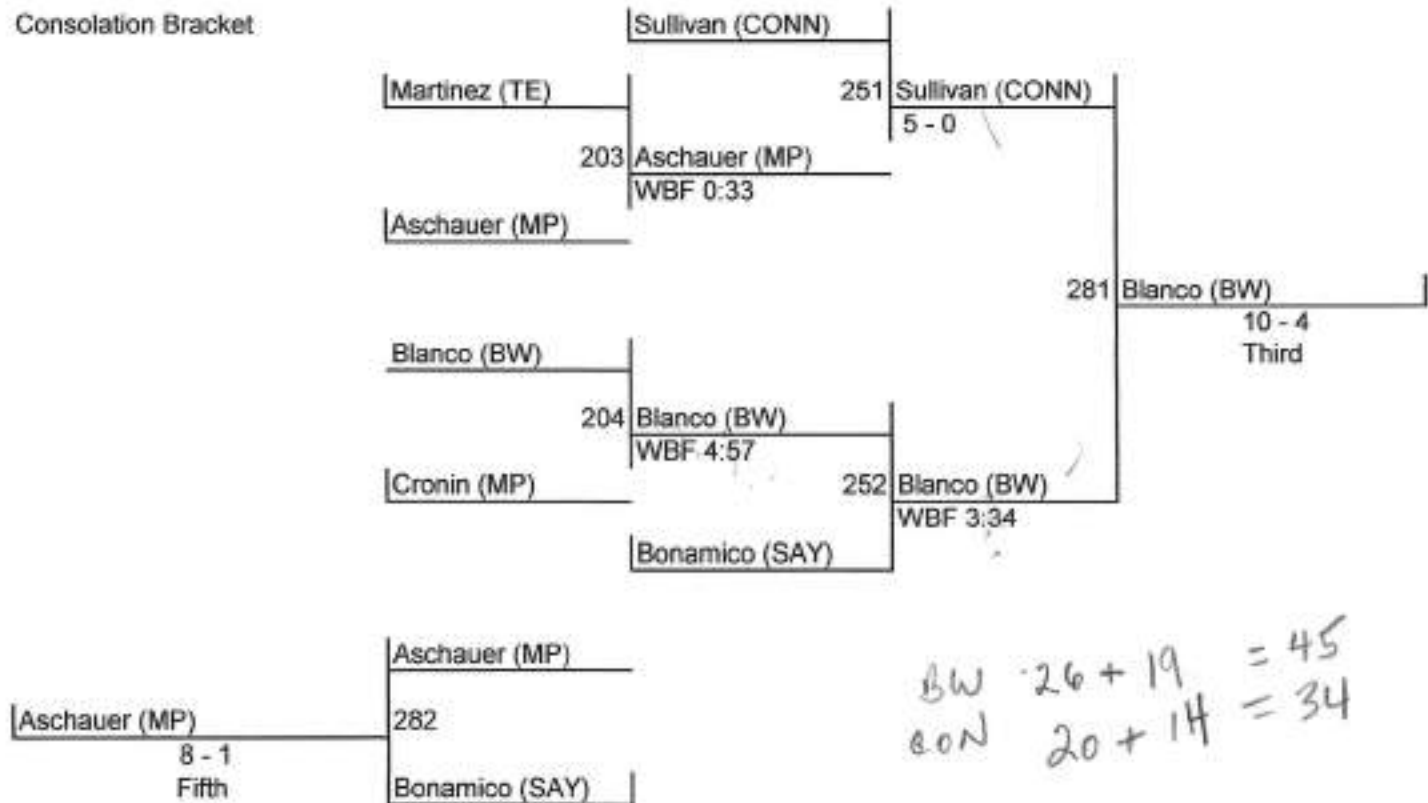 Consolation Bracket
Sullivan (CONN)
Martinez (TE)
251 Sullivan (CONN)
5 - 0
203 Aschauer (MP)
WBF 0:33
Aschauer (MP)
281 Blanco (BW)
10 - 4
Third
Blanco (BW)
204 Blanco (BW)
WBF 4:57
Cronin (MP)
252 Blanco (BW)
WBF 3:34
Bonamico (SAY)
Aschauer (MP)
Aschauer (MP)
282
8 - 1
Fifth
Bonamico (SAY)
BW 26 + 19 = 45
CON 20 + 14 = 34